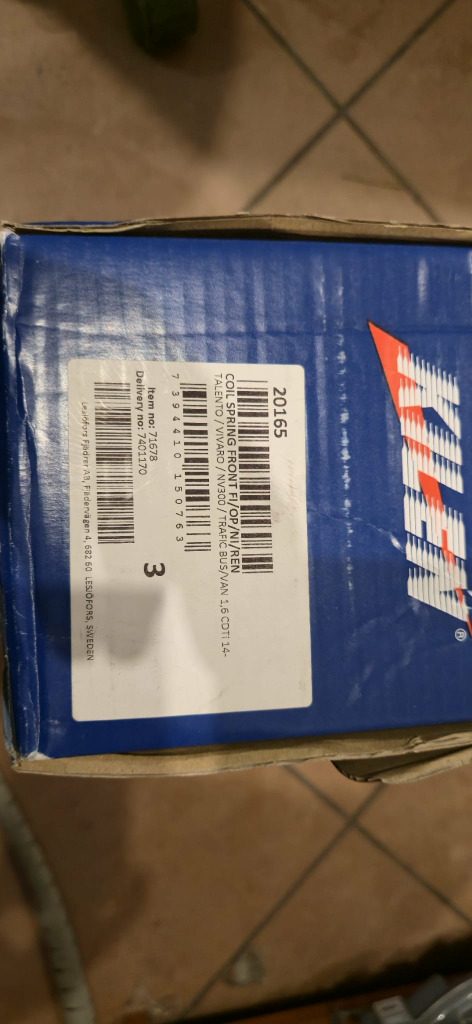 KILEN®
20165
COIL SPRING FRONT FI/OP/NI/REN
TALENTO / VIVARO / NV300 / TRAFIC BUS/VAN 1,6 CDTI 14-
7 394410 150763
Item no: 71678
Delivery no: 7401170
3
Lesjöfors Fjädrar AB, Fjädervägen 4, 682 60 LESJÖFORS, SWEDEN